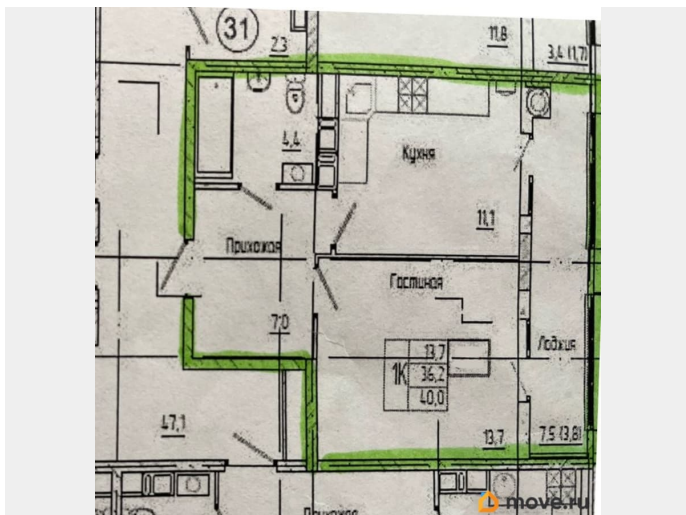 31
2.3
11.8
3,4 (1,7)
4,4
Кухня
11,1
Прихожая
Гостиная
7,0
Лоджия
1К
13,7
36,2
40,0
47,1
13,7
7.5 (3,8)
Прихожая
move.ru